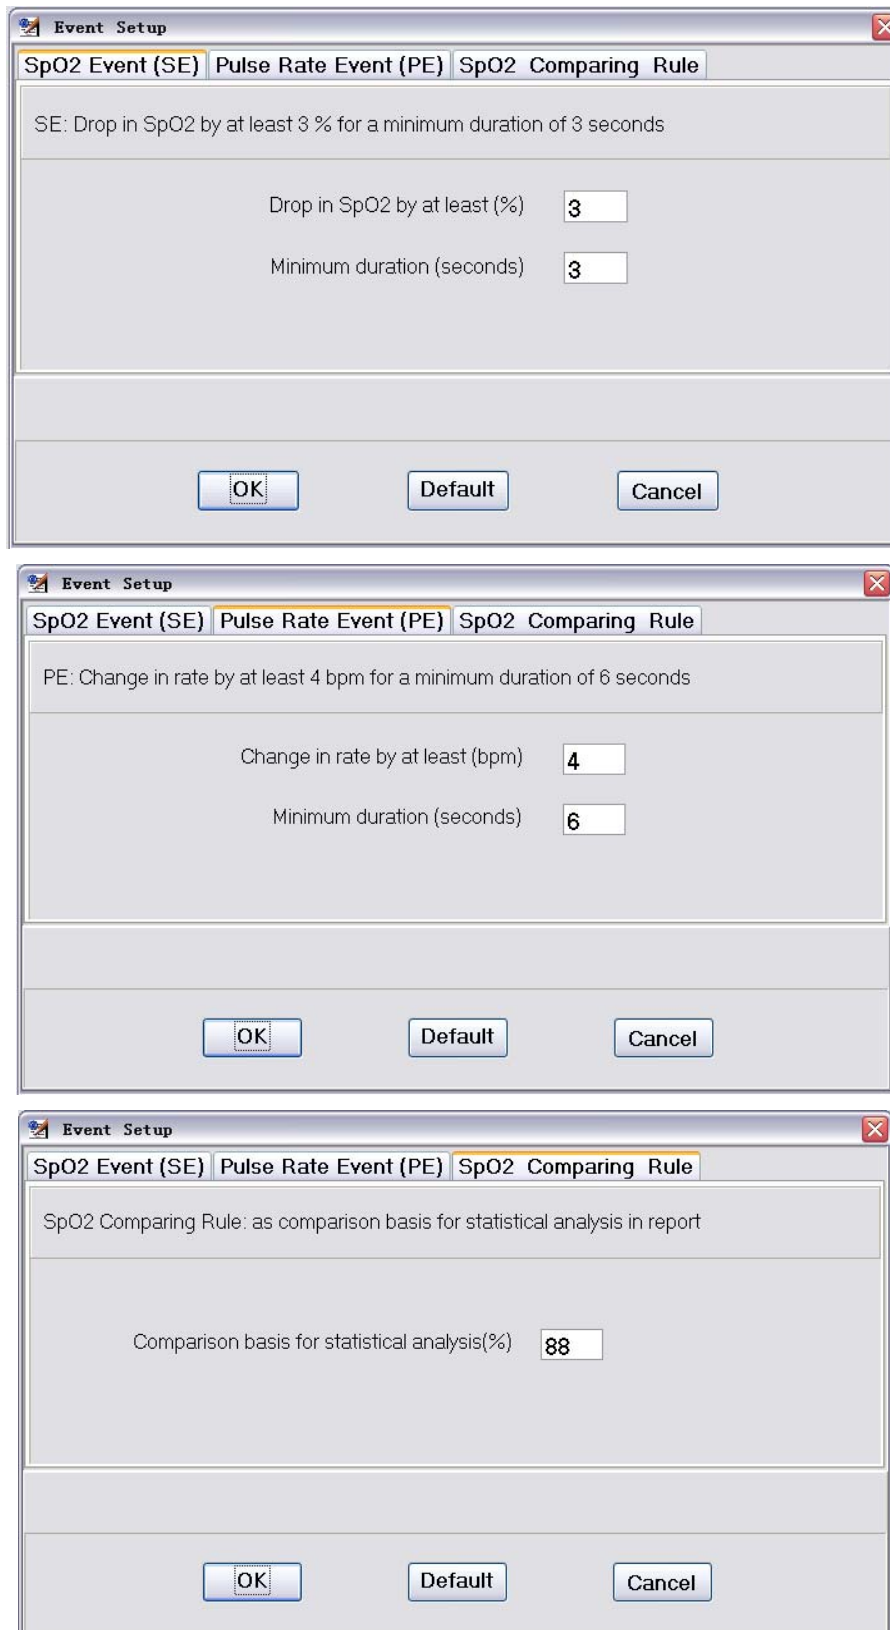 Event Setup
SpO2 Event (SE) Pulse Rate Event (PE) SpO2 Comparing Rule
SE: Drop in SpO2 by at least 3 % for a minimum duration of 3 seconds
Drop in SpO2 by at least (%) 3
Minimum duration (seconds) 3
OK Default Cancel
Event Setup
SpO2 Event (SE) Pulse Rate Event (PE) SpO2 Comparing Rule
PE: Change in rate by at least 4 bpm for a minimum duration of 6 seconds
Change in rate by at least (bpm) 4
Minimum duration (seconds) 6
OK Default Cancel
Event Setup
SpO2 Event (SE) Pulse Rate Event (PE) SpO2 Comparing Rule
SpO2 Comparing Rule: as comparison basis for statistical analysis in report
Comparison basis for statistical analysis(%) 88
OK Default Cancel